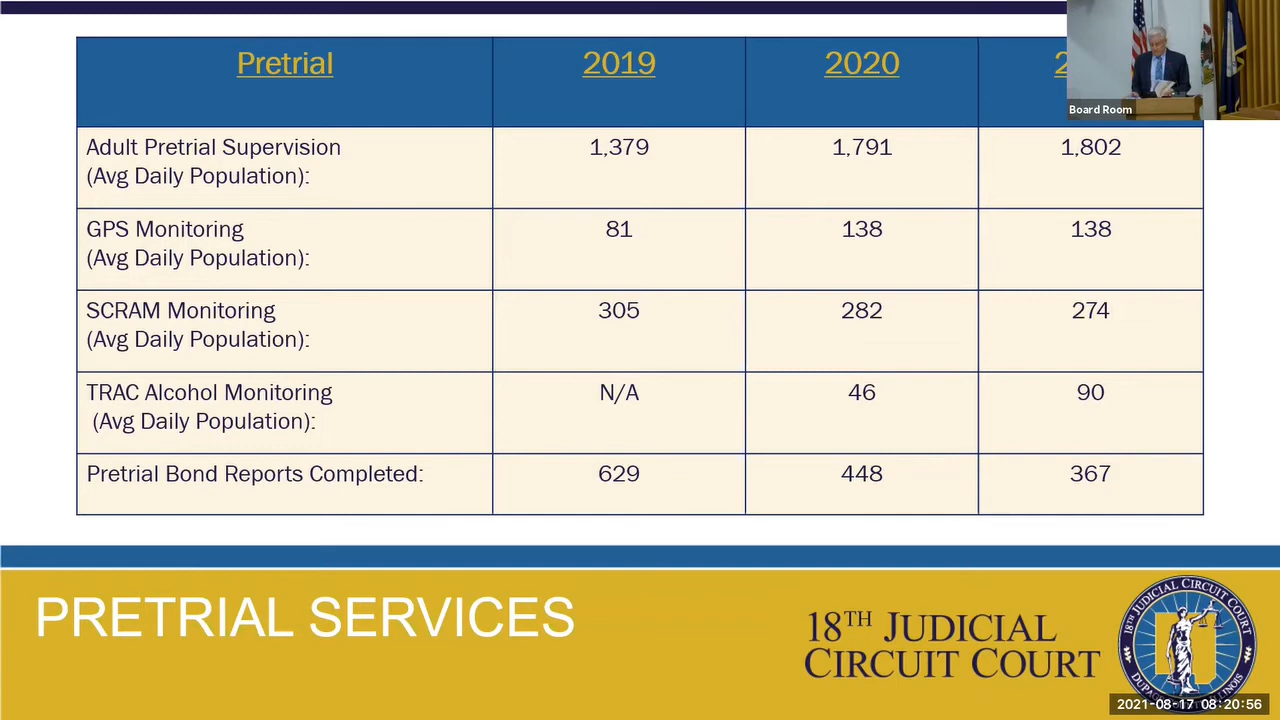 Pretrial 2019 2020
Board Room
Adult Pretrial Supervision 1,379 1,791 1,802
(Avg Daily Population):
GPS Monitoring 81 138 138
(Avg Daily Population):
SCRAM Monitoring 305 282 274
(Avg Daily Population):
TRAC Alcohol Monitoring N/A 46 90
(Avg Daily Population):
Pretrial Bond Reports Completed: 629 448 367
PRETRIAL SERVICES
18TH JUDICIAL
CIRCUIT COURT
18TH JUDICIAL CIRCUIT COURT
2021-08-17 08:20:56